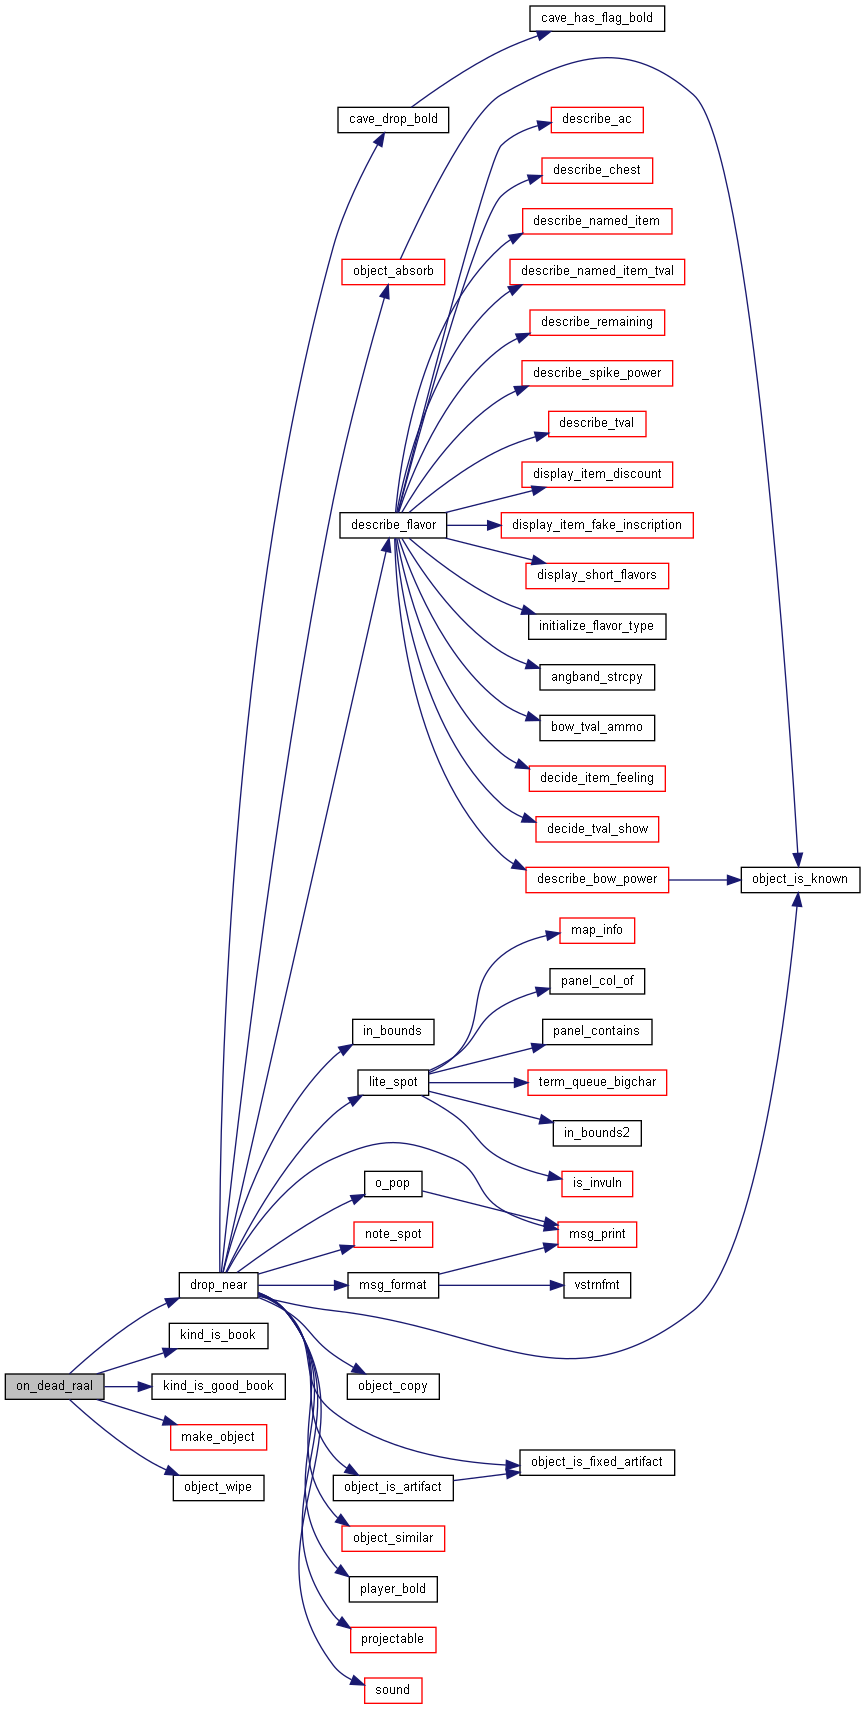 cave_has_flag_bold
cave_drop_bold
describe_ac
describe_chest
describe_named_item
object_absorb
describe_named_item_tval
describe_remaining
describe_spike_power
describe_tval
display_item_discount
describe_flavor
display_item_fake_inscription
display_short_flavors
initialize_flavor_type
angband_strcpy
bow_tval_ammo
decide_item_feeling
decide_tval_show
describe_bow_power
object_is_known
map_info
panel_col_of
in_bounds
panel_contains
lite_spot
term_queue_bigchar
in_bounds2
o_pop
is_invuln
note_spot
msg_print
drop_near
msg_format
vstrnfmt
kind_is_book
on_dead_raal
kind_is_good_book
object_copy
make_object
object_is_fixed_artifact
object_wipe
object_is_artifact
object_similar
player_bold
projectable
sound